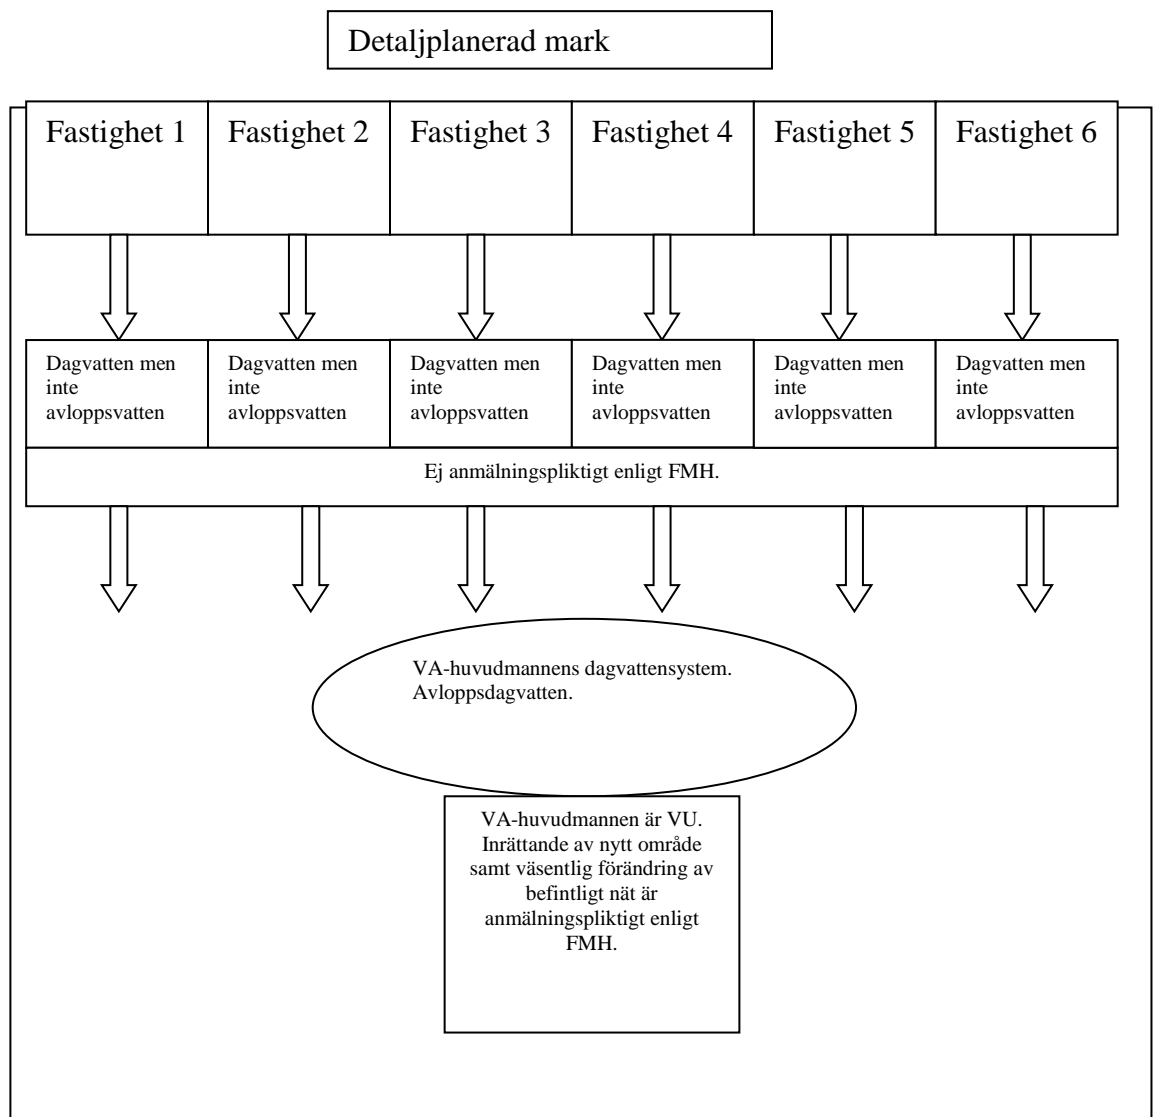 Detaljplanerad mark
Fastighet 1
Fastighet 2
Fastighet 3
Fastighet 4
Fastighet 5
Fastighet 6
Dagvatten men
inte
avloppsvatten
Dagvatten men
inte
avloppsvatten
Dagvatten men
inte
avloppsvatten
Dagvatten men
inte
avloppsvatten
Dagvatten men
inte
avloppsvatten
Dagvatten men
inte
avloppsvatten
Ej anmälningspliktigt enligt FMH.
VA-huvudmannens dagvattensystem.
Avloppsdagvatten.
VA-huvudmannen är VU.
Inrättande av nytt område
samt väsentlig förändring av
befintligt nät är
anmälningspliktigt enligt
FMH.